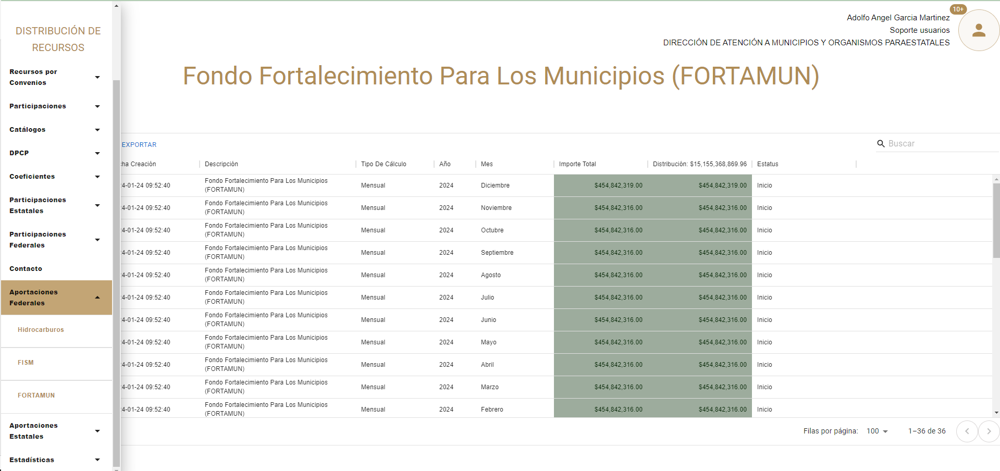 10+
Adolfo Angel Garcia Martinez
Soporte usuarios
DIRECCIÓN DE ATENCIÓN A MUNICIPIOS Y ORGANISMOS PARAESTATALES
DISTRIBUCIÓN DE
RECURSOS
Recursos por
Convenios
Participaciones
Catálogos
DPCP
Coeficientes
Participaciones
Estatales
Participaciones
Federales
Contacto
Aportaciones
Federales
Hidrocarburos
FISM
FORTAMUN
Aportaciones
Estatales
Estadísticas
Fondo Fortalecimiento Para Los Municipios (FORTAMUN)
EXPORTAR
Buscar
cha Creación Descripción Tipo De Cálculo Año Mes Importe Total Distribución: $15,155,368,869.96 Estatus
4-01-24 09:52:40 Fondo Fortalecimiento Para Los Municipios (FORTAMUN) Mensual 2024 Diciembre $454,842,319.00 $454,842,319.00 Inicio
4-01-24 09:52:40 Fondo Fortalecimiento Para Los Municipios (FORTAMUN) Mensual 2024 Noviembre $454,842,316.00 $454,842,316.00 Inicio
4-01-24 09:52:40 Fondo Fortalecimiento Para Los Municipios (FORTAMUN) Mensual 2024 Octubre $454,842,316.00 $454,842,316.00 Inicio
4-01-24 09:52:40 Fondo Fortalecimiento Para Los Municipios (FORTAMUN) Mensual 2024 Septiembre $454,842,316.00 $454,842,316.00 Inicio
4-01-24 09:52:40 Fondo Fortalecimiento Para Los Municipios (FORTAMUN) Mensual 2024 Agosto $454,842,316.00 $454,842,316.00 Inicio
4-01-24 09:52:40 Fondo Fortalecimiento Para Los Municipios (FORTAMUN) Mensual 2024 Julio $454,842,316.00 $454,842,316.00 Inicio
4-01-24 09:52:40 Fondo Fortalecimiento Para Los Municipios (FORTAMUN) Mensual 2024 Junio $454,842,316.00 $454,842,316.00 Inicio
4-01-24 09:52:40 Fondo Fortalecimiento Para Los Municipios (FORTAMUN) Mensual 2024 Mayo $454,842,316.00 $454,842,316.00 Inicio
4-01-24 09:52:40 Fondo Fortalecimiento Para Los Municipios (FORTAMUN) Mensual 2024 Abril $454,842,316.00 $454,842,316.00 Inicio
4-01-24 09:52:40 Fondo Fortalecimiento Para Los Municipios (FORTAMUN) Mensual 2024 Marzo $454,842,316.00 $454,842,316.00 Inicio
4-01-24 09:52:40 Fondo Fortalecimiento Para Los Municipios (FORTAMUN) Mensual 2024 Febrero $454,842,316.00 $454,842,316.00 Inicio
Filas por página: 100 1–36 de 36